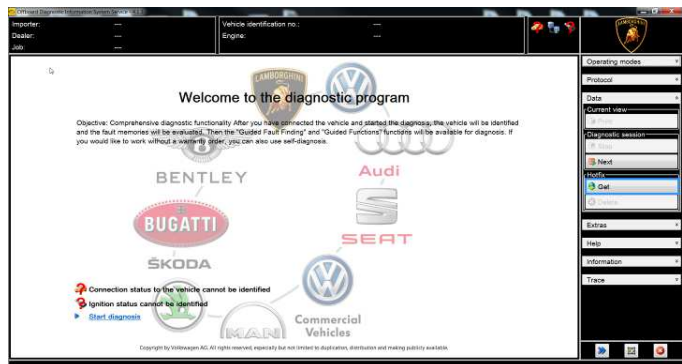 Offboard Diagnostic Information System Service - 4.
Importer: ---
Dealer: ---
Job: ---
Vehicle identification no.: ---
Engine: ---
LAMBORGHINI
Welcome to the diagnostic program
Objective: Comprehensive diagnostic functionality After you have connected the vehicle and started the diagnosis, the vehicle will be identified
and the fault memories will be evaluated. Then the "Guided Fault Finding" and "Guided Functions" functions will be available for diagnosis. If
you would like to work without a warranty order, you can also use self-diagnosis.
BENTLEY
Audi
BUGATTI
SEAT
ŠKODA
Connection status to the vehicle cannot be identified
Ignition status cannot be identified
Start diagnosis
MAN
Commercial
Vehicles
Copyright by Volkswagen AG. All rights reserved, especially but not limited to duplication, distribution and making publicly available.
Operating modes
Protocol
Data
Current view
Print
Diagnostic session
Stop
Next
Hotfix
Get
Delete
Extras
Help
Information
Trace